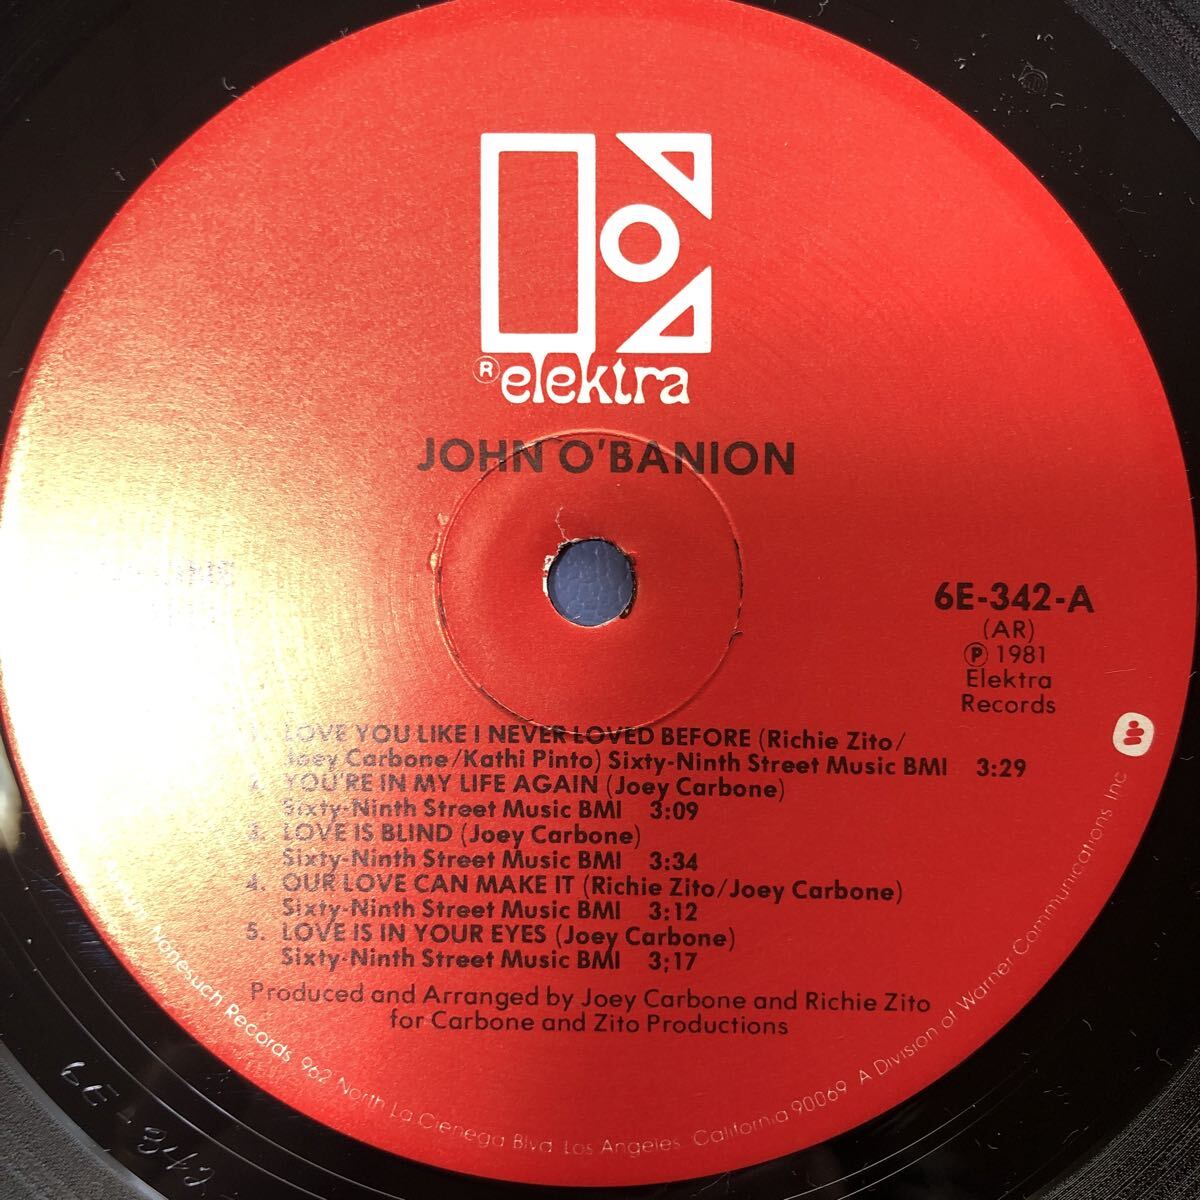 ® elektra
JOHN O'BANION
6E-342-A
(AR)
℗ 1981
Elektra
Records
1. LOVE YOU LIKE I NEVER LOVED BEFORE (Richie Zito/
Joey Carbone/Kathi Pinto) Sixty-Ninth Street Music BMI 3:29
2. YOU'RE IN MY LIFE AGAIN (Joey Carbone)
Sixty-Ninth Street Music BMI 3:09
3. LOVE IS BLIND (Joey Carbone)
Sixty-Ninth Street Music BMI 3:34
4. OUR LOVE CAN MAKE IT (Richie Zito/Joey Carbone)
Sixty-Ninth Street Music BMI 3:12
5. LOVE IS IN YOUR EYES (Joey Carbone)
Sixty-Ninth Street Music BMI 3;17
Produced and Arranged by Joey Carbone and Richie Zito
for Carbone and Zito Productions
Nonesuch Records 962 North La Cienega Blvd. Los Angeles, California 90069 A Division of Warner Communications Inc
6E